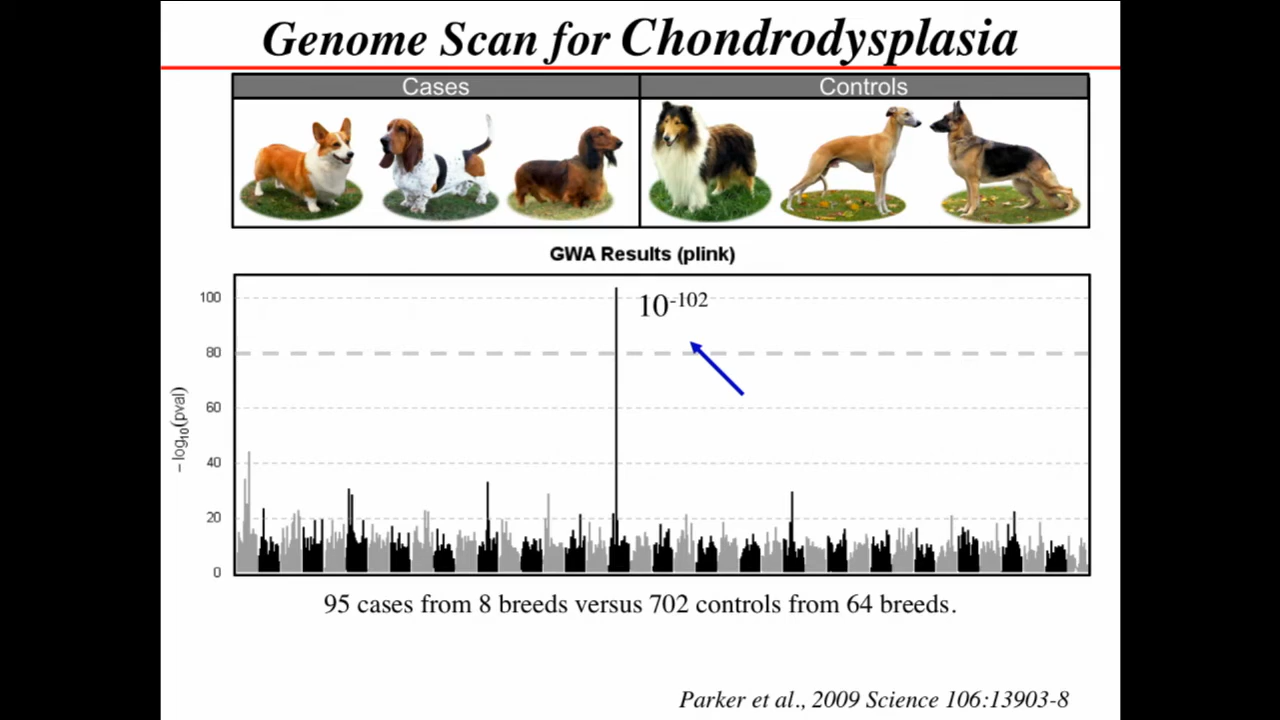 Genome Scan for Chondrodysplasia
Cases Controls
GWA Results (plink)
100
80
60
40
20
0
−log10(pval)
10-102
95 cases from 8 breeds versus 702 controls from 64 breeds.
Parker et al., 2009 Science 106:13903-8